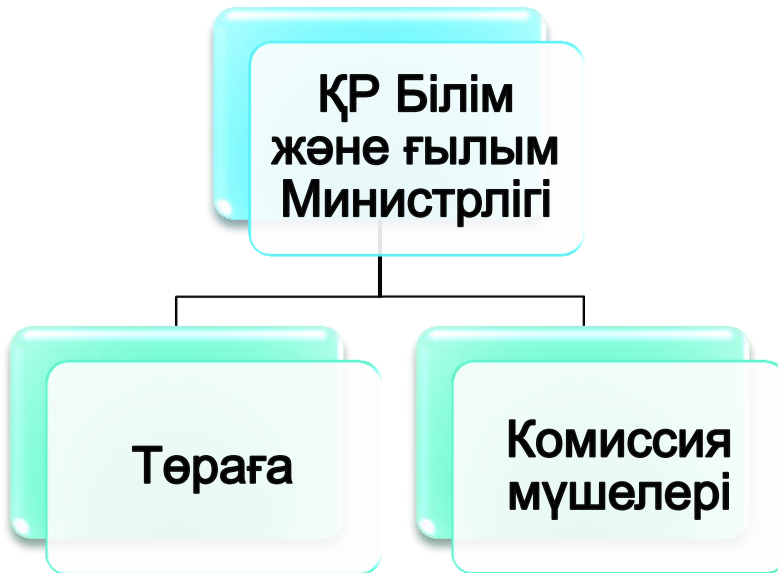 ҚР Білім
және ғылым
Министрлігі
Төраға
Комиссия
мүшелері